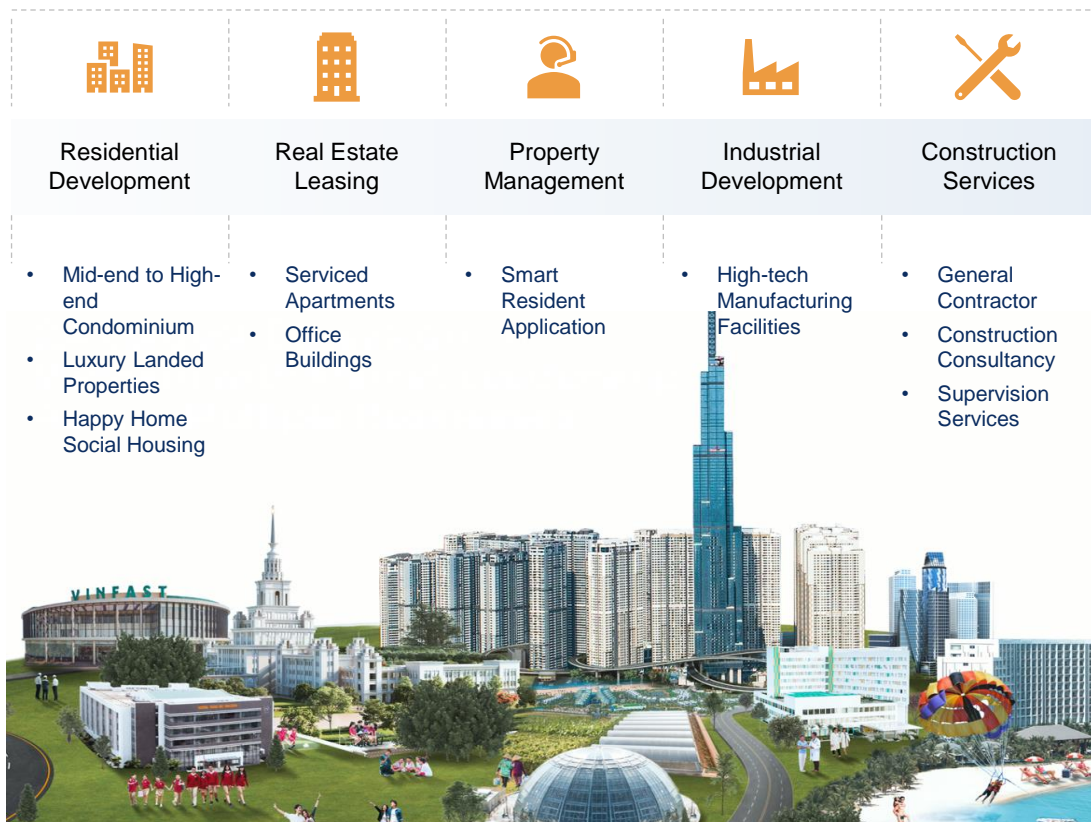 Residential
Development
Real Estate
Leasing
Property
Management
Industrial
Development
Construction
Services
• Mid-end to High-
end
Condominium
• Luxury Landed
Properties
• Happy Home
Social Housing
• Serviced
Apartments
• Office
Buildings
• Smart
Resident
Application
• High-tech
Manufacturing
Facilities
• General
Contractor
• Construction
Consultancy
• Supervision
Services
VINFAST